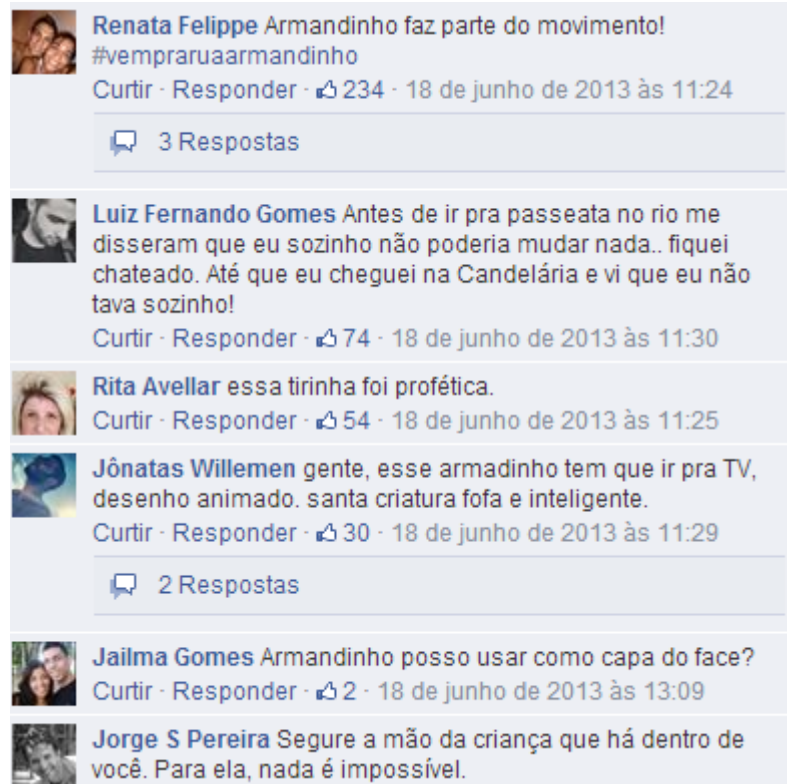 Renata Felippe Armandinho faz parte do movimento!
#vempraruaarmandinho
Curtir · Responder · 234 · 18 de junho de 2013 às 11:24
3 Respostas
Luiz Fernando Gomes Antes de ir pra passeata no rio me
disseram que eu sozinho não poderia mudar nada.. fiquei
chateado. Até que eu cheguei na Candelária e vi que eu não
tava sozinho!
Curtir · Responder · 74 · 18 de junho de 2013 às 11:30
Rita Avellar essa tirinha foi profética.
Curtir · Responder · 54 · 18 de junho de 2013 às 11:25
Jônatas Willemen gente, esse armadinho tem que ir pra TV,
desenho animado. santa criatura fofa e inteligente.
Curtir · Responder · 30 · 18 de junho de 2013 às 11:29
2 Respostas
Jailma Gomes Armandinho posso usar como capa do face?
Curtir · Responder · 2 · 18 de junho de 2013 às 13:09
Jorge S Pereira Segure a mão da criança que há dentro de
você. Para ela, nada é impossível.